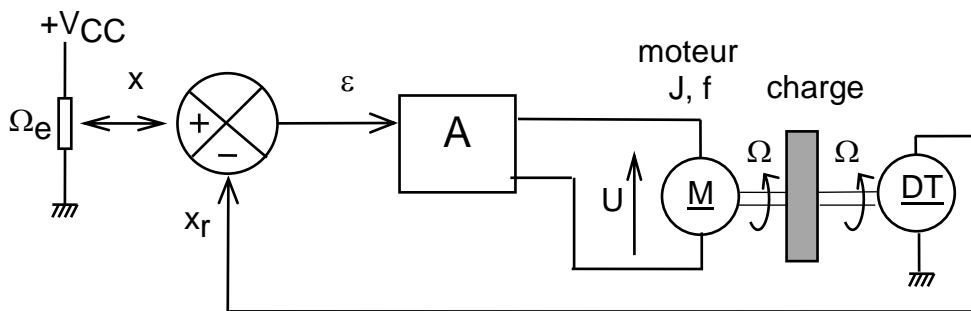 +VCC
x
Ωe
+
−
ε
A
xr
U
moteur
J, f
M
charge
Ω
Ω
DT